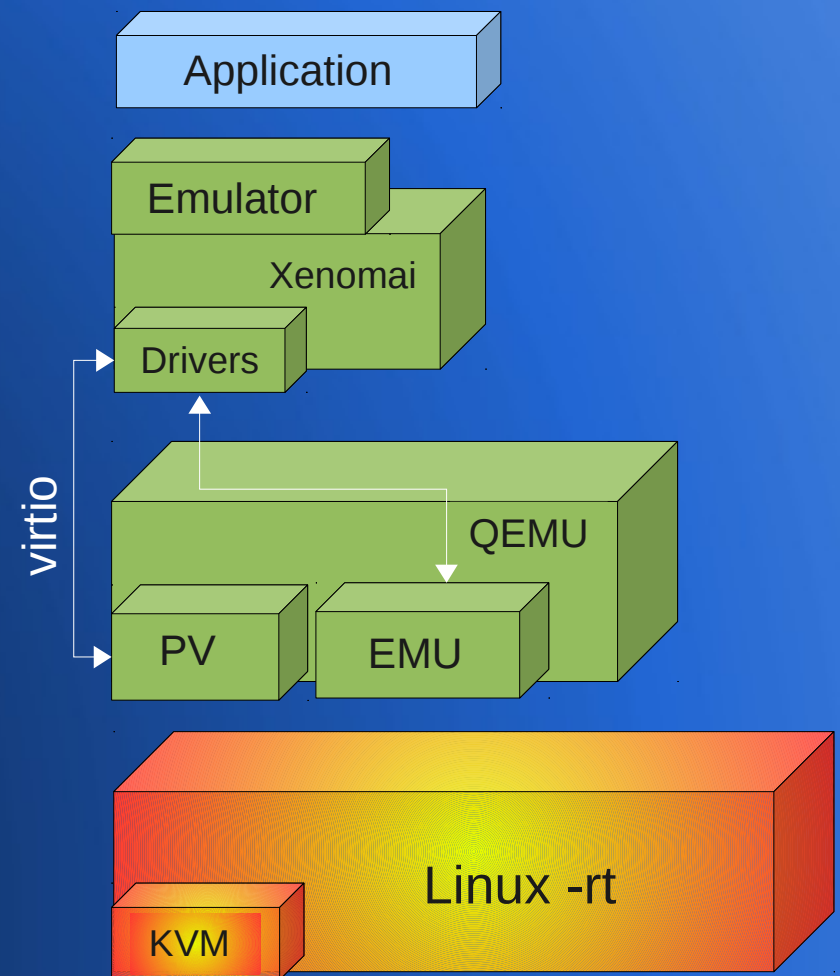 Application
Emulator
Xenomai
Drivers
virtio
QEMU
PV
EMU
Linux -rt
KVM